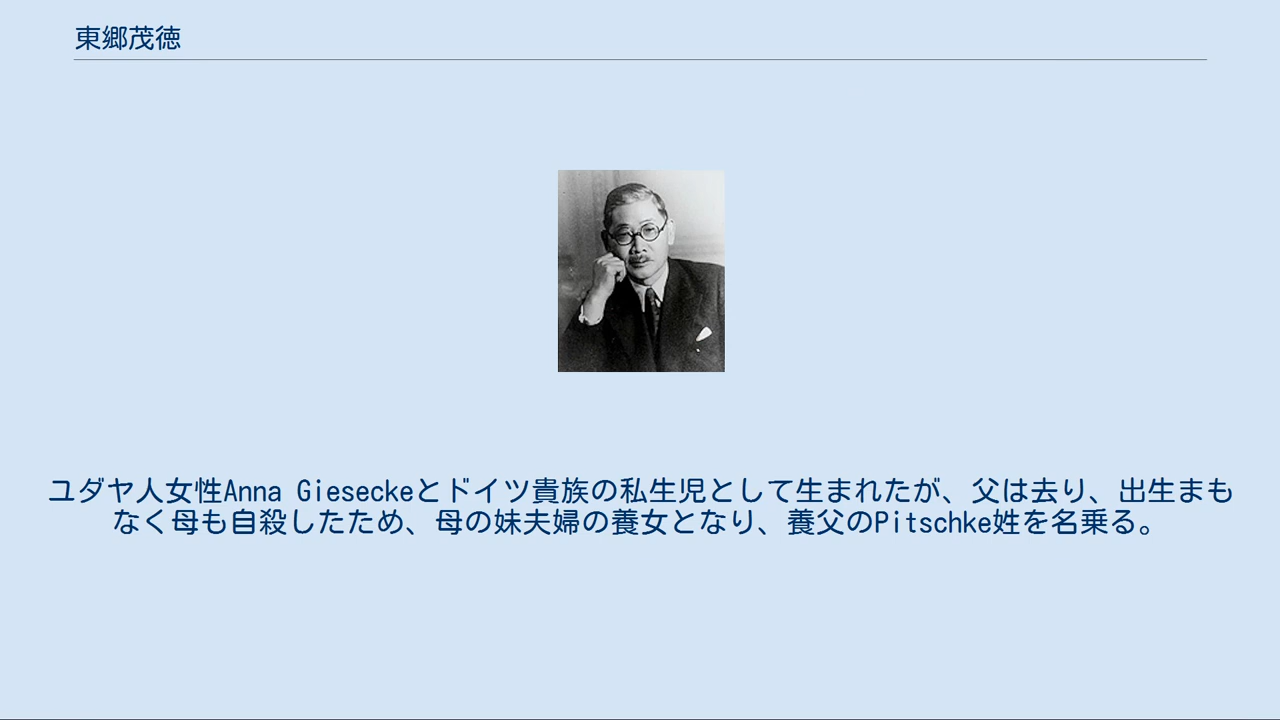 東郷茂徳
ユダヤ人女性Anna Gieseckeとドイツ貴族の私生児として生まれたが、父は去り、出生まも
なく母も自殺したため、母の妹夫婦の養女となり、養父のPitschke姓を名乗る。